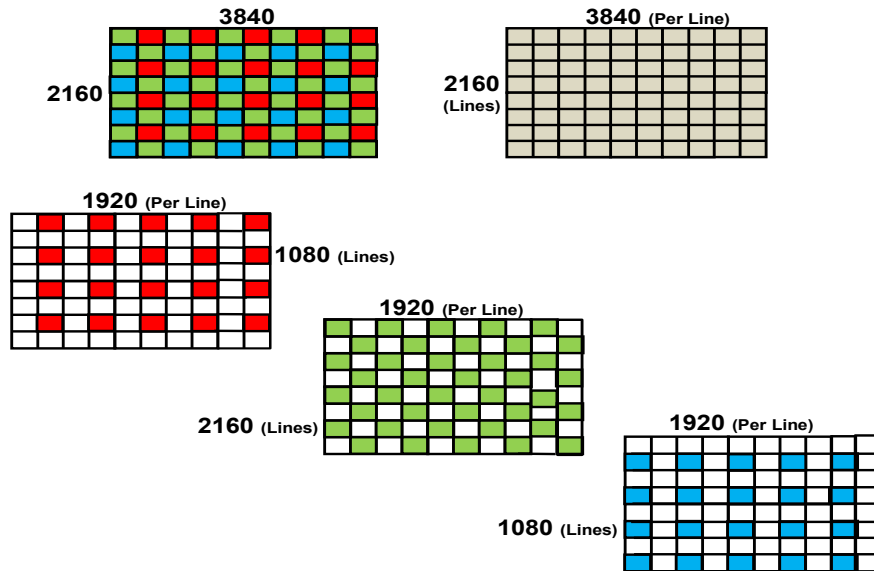 3840
2160
3840 (Per Line)
2160
(Lines)
1920 (Per Line)
1080 (Lines)
1920 (Per Line)
2160 (Lines)
1920 (Per Line)
1080 (Lines)